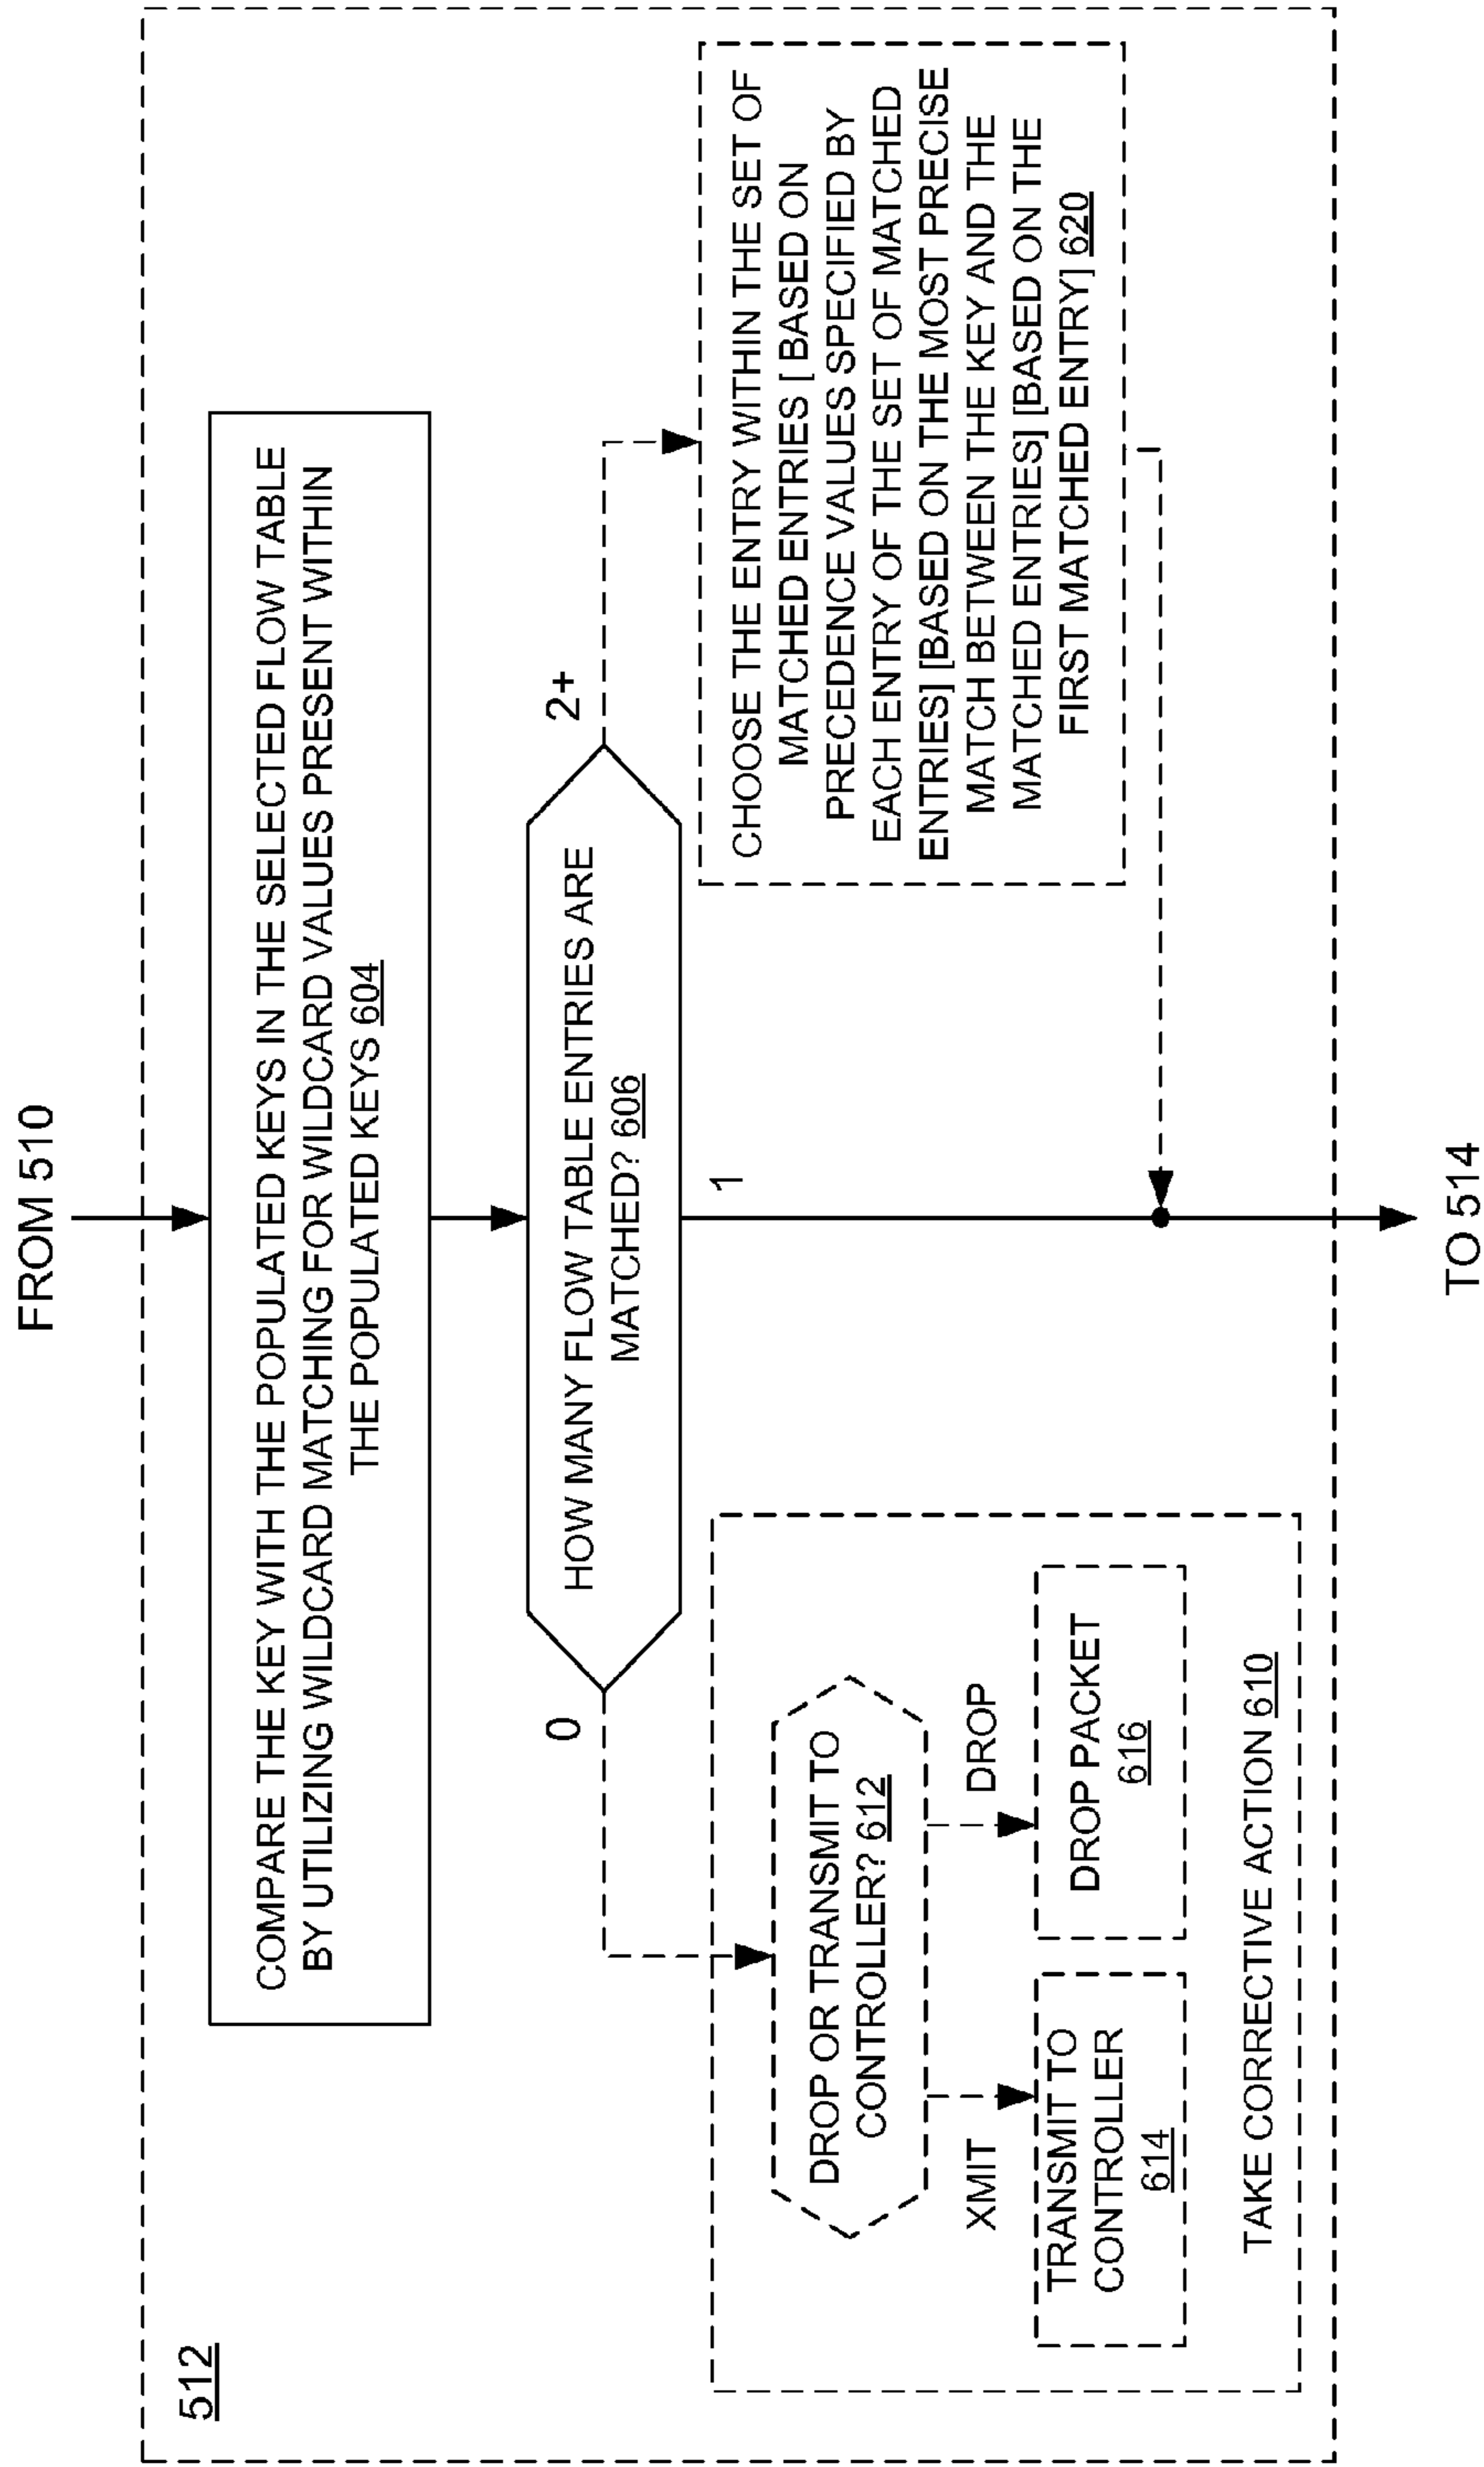 FROM 510
512
COMPARE THE KEY WITH THE POPULATED KEYS IN THE SELECTED FLOW TABLE
BY UTILIZING WILDCARD MATCHING FOR WILDCARD VALUES PRESENT WITHIN
THE POPULATED KEYS 604
HOW MANY FLOW TABLE ENTRIES ARE
MATCHED? 606
0
1
2+
DROP OR TRANSMIT TO
CONTROLLER? 612
XMIT
DROP
TRANSMIT TO
CONTROLLER
614
DROP PACKET
616
TAKE CORRECTIVE ACTION 610
CHOOSE THE ENTRY WITHIN THE SET OF
MATCHED ENTRIES [ BASED ON
PRECEDENCE VALUES SPECIFIED BY
EACH ENTRY OF THE SET OF MATCHED
ENTRIES] [BASED ON THE MOST PRECISE
MATCH BETWEEN THE KEY AND THE
MATCHED ENTRIES] [BASED ON THE
FIRST MATCHED ENTRY] 620
TO 514